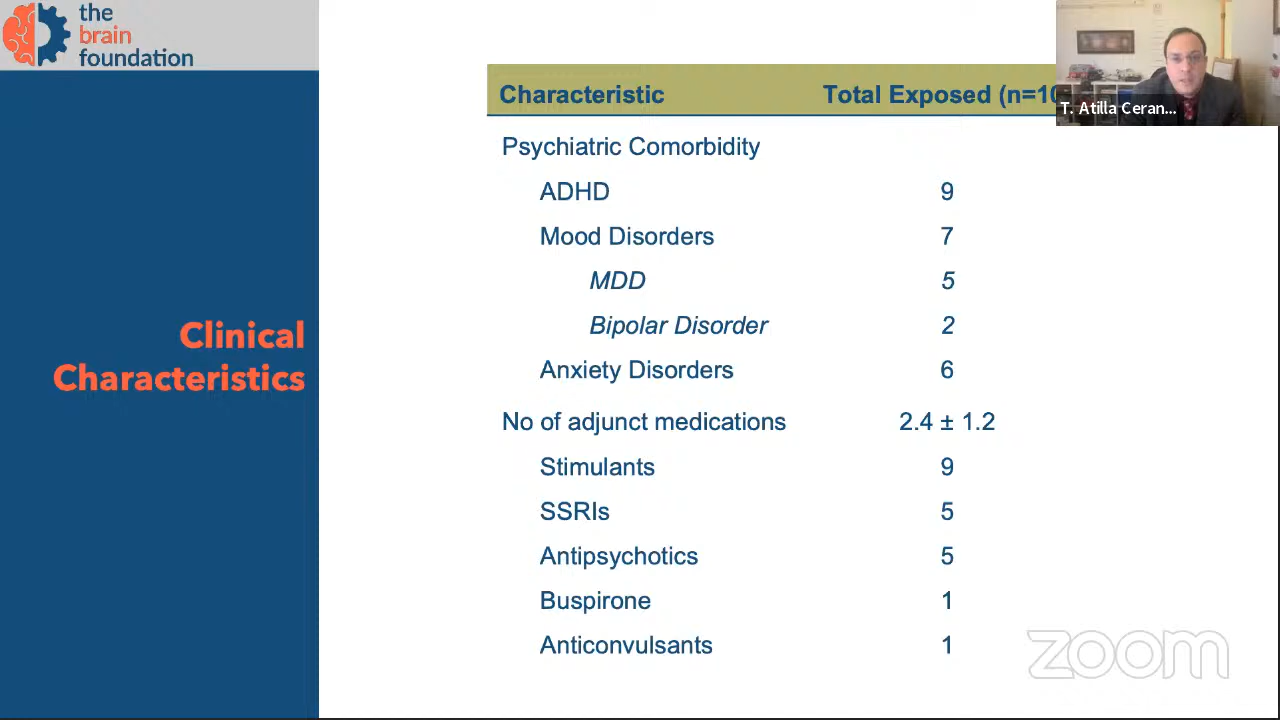 the
brain
foundation
T. Atilla Ceran...
Clinical
Characteristics
Characteristic Total Exposed (n=10
Psychiatric Comorbidity
ADHD 9
Mood Disorders 7
MDD 5
Bipolar Disorder 2
Anxiety Disorders 6
No of adjunct medications 2.4 ± 1.2
Stimulants 9
SSRIs 5
Antipsychotics 5
Buspirone 1
Anticonvulsants 1
zoom